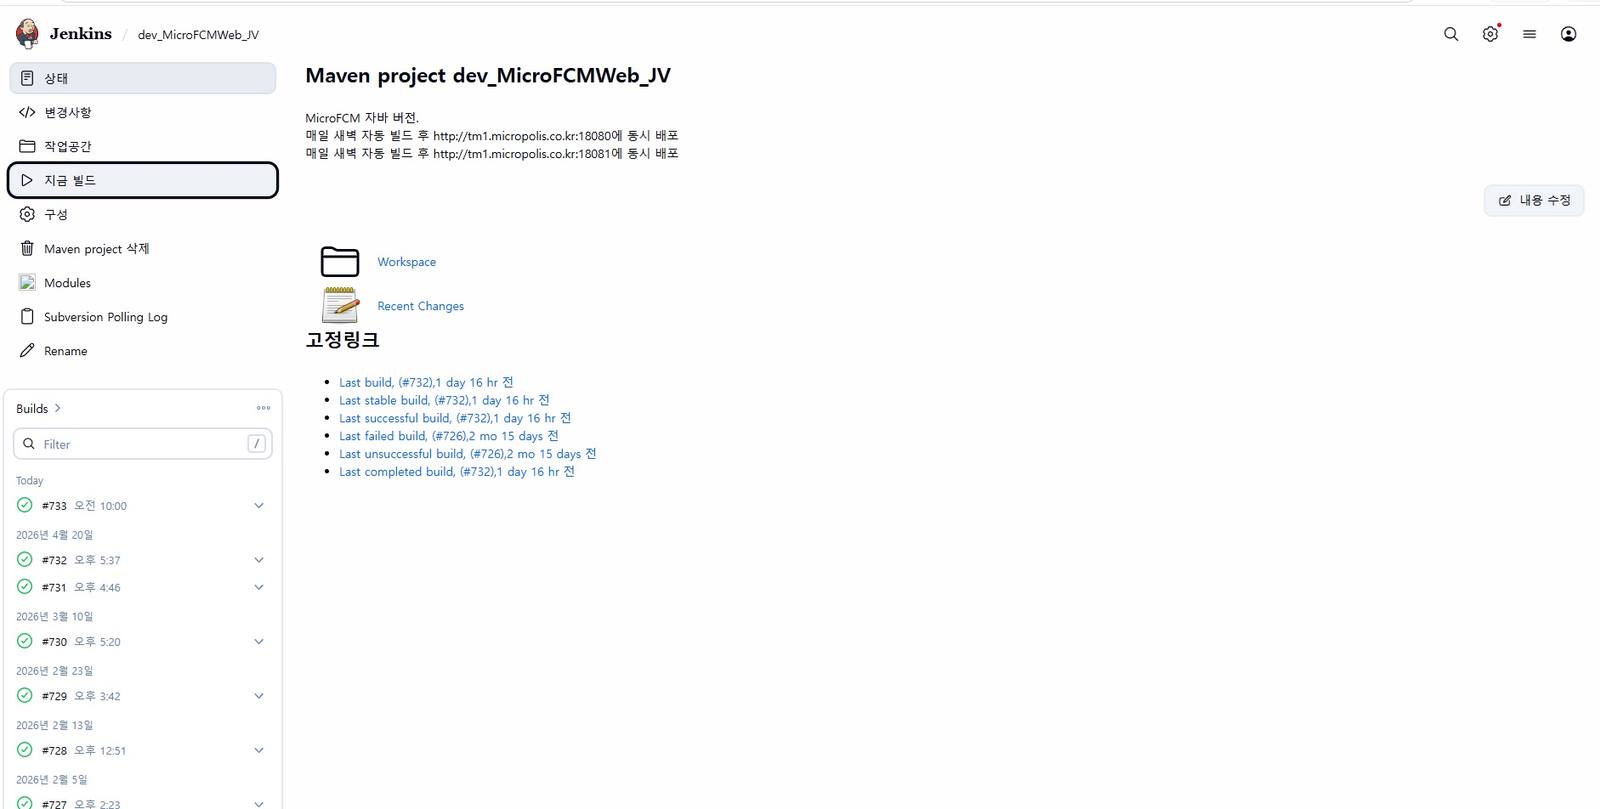 Jenkins / dev_MicroFCMWeb_JV
상태
변경사항
작업공간
지금 빌드
구성
Maven project 삭제
Modules
Subversion Polling Log
Rename
Builds
Filter /
Today
#733 오전 10:00
2026년 4월 20일
#732 오후 5:37
#731 오후 4:46
2026년 3월 10일
#730 오후 5:20
2026년 2월 23일
#729 오후 3:42
2026년 2월 13일
#728 오후 12:51
2026년 2월 5일
#727 오후 2:23
Maven project dev_MicroFCMWeb_JV
MicroFCM 자바 버전.
매일 새벽 자동 빌드 후 http://tm1.micropolis.co.kr:18080에 동시 배포
매일 새벽 자동 빌드 후 http://tm1.micropolis.co.kr:18081에 동시 배포
내용 수정
Workspace
Recent Changes
고정링크
Last build, (#732),1 day 16 hr 전
Last stable build, (#732),1 day 16 hr 전
Last successful build, (#732),1 day 16 hr 전
Last failed build, (#726),2 mo 15 days 전
Last unsuccessful build, (#726),2 mo 15 days 전
Last completed build, (#732),1 day 16 hr 전